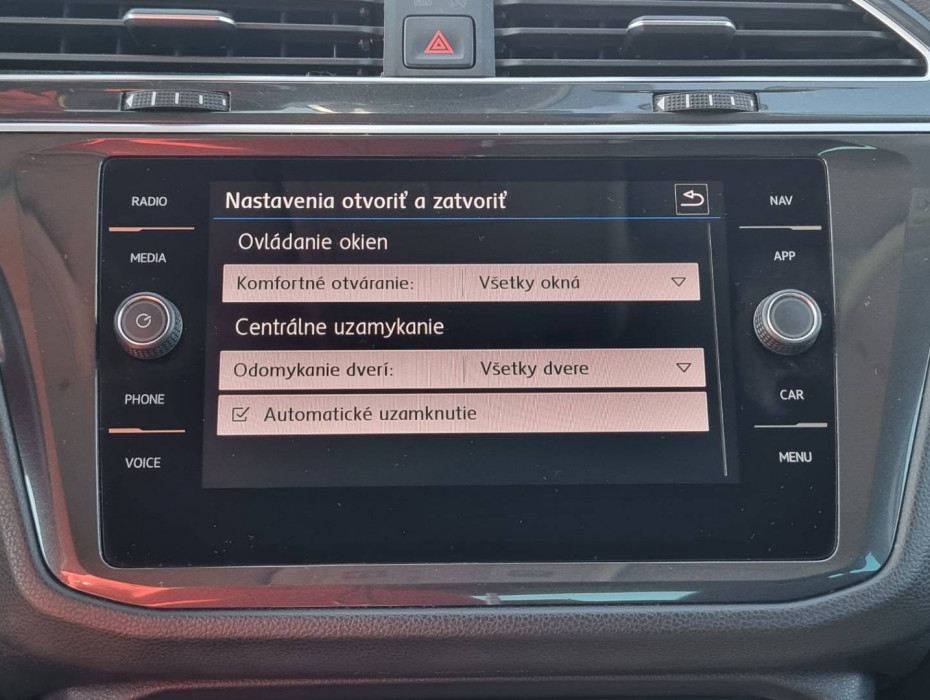 RADIO
MEDIA
PHONE
VOICE
Nastavenia otvoriť a zatvoriť
Ovládanie okien
Komfortné otváranie: Všetky okná
Centrálne uzamykanie
Odomykanie dverí: Všetky dvere
Automatické uzamknutie
NAV
APP
CAR
MENU